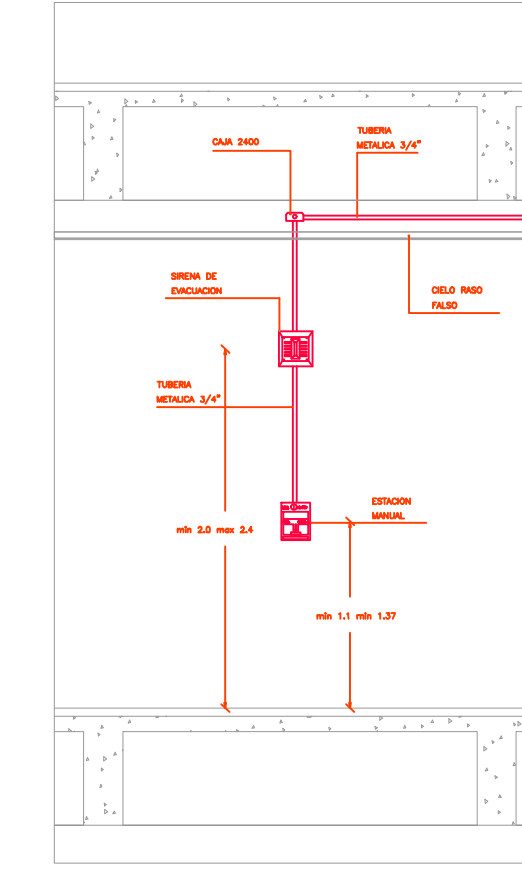 CAJA 2400
TUBERIA
METALICA 3/4"
SIRENA DE
EVACUACION
CIELO RASO
FALSO
TUBERIA
METALICA 3/4"
ESTACION
MANUAL
min 2.0 max 2.4
min 1.1 min 1.37